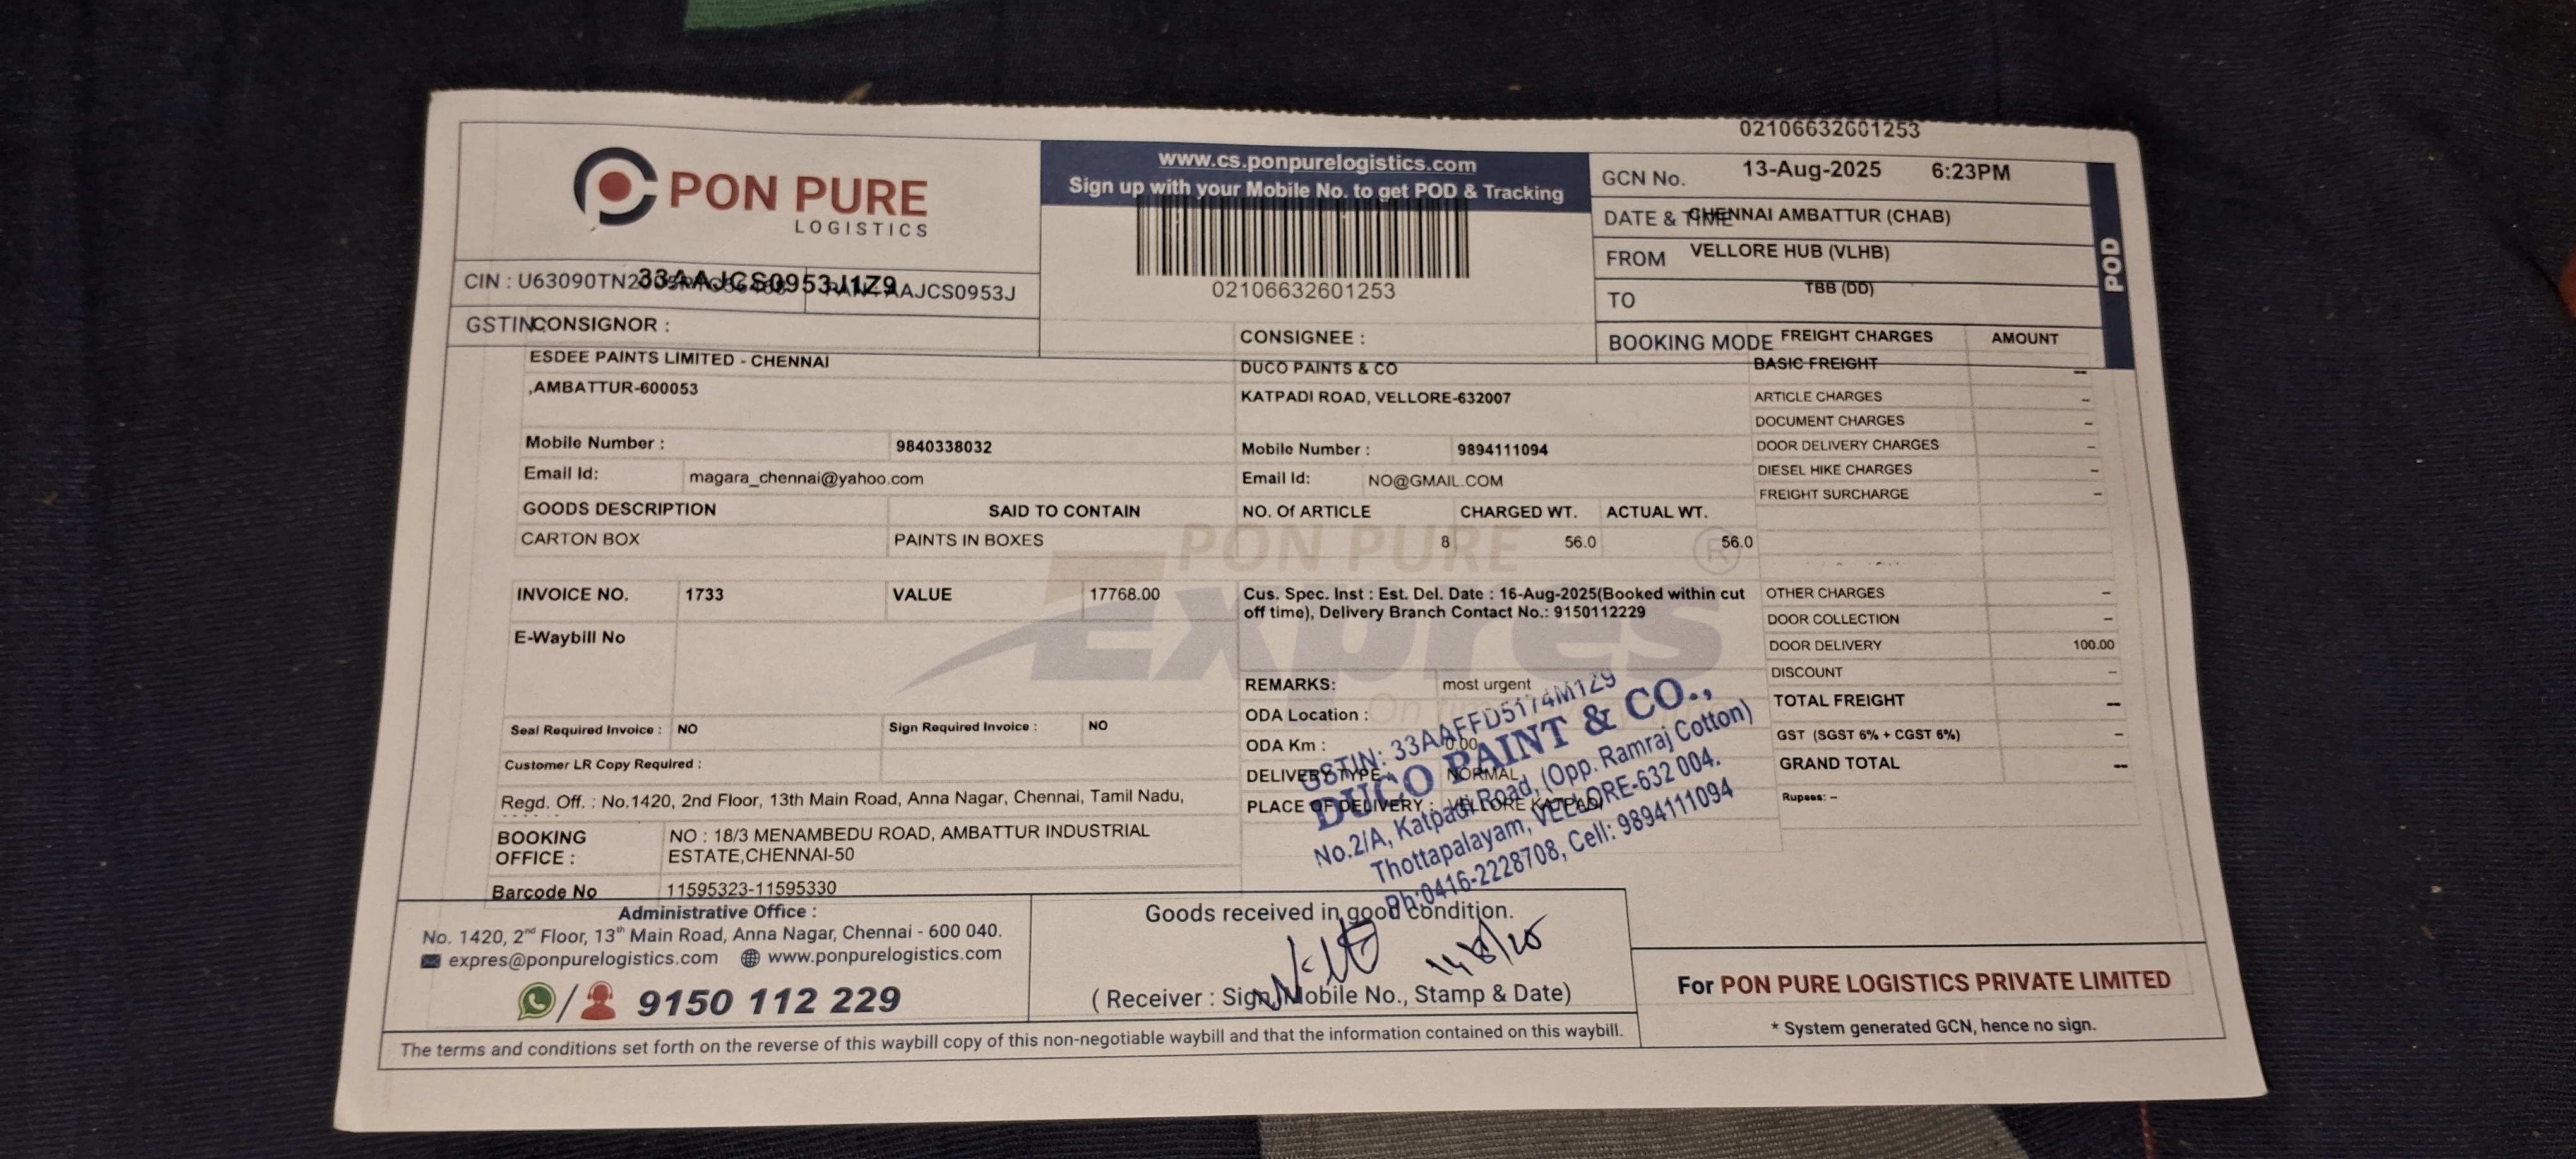 02106632601253
PON PURE
LOGISTICS
www.cs.ponpurelogistics.com
Sign up with your Mobile No. to get POD & Tracking
02106632601253
GCN No. 13-Aug-2025 6:23PM
DATE & TIME CHENNAI AMBATTUR (CHAB)
FROM VELLORE HUB (VLHB)
TO TBB (DD)
BOOKING MODE
POD
CIN : U63090TN2 33AAJCS0953J1Z9 AAJCS0953J
GSTIN
CONSIGNOR :
ESDEE PAINTS LIMITED - CHENNAI
,AMBATTUR-600053
Mobile Number : 9840338032
Email Id: magara_chennai@yahoo.com
CONSIGNEE :
DUCO PAINTS & CO
KATPADI ROAD, VELLORE-632007
Mobile Number : 9894111094
Email Id: NO@GMAIL.COM
FREIGHT CHARGES AMOUNT
BASIC FREIGHT --
ARTICLE CHARGES --
DOCUMENT CHARGES --
DOOR DELIVERY CHARGES --
DIESEL HIKE CHARGES --
FREIGHT SURCHARGE --
OTHER CHARGES --
DOOR COLLECTION --
DOOR DELIVERY 100.00
DISCOUNT --
TOTAL FREIGHT --
GST (SGST 6% + CGST 6%) --
GRAND TOTAL --
Rupees: --
GOODS DESCRIPTION SAID TO CONTAIN NO. Of ARTICLE CHARGED WT. ACTUAL WT.
CARTON BOX PAINTS IN BOXES 8 56.0 56.0
PON PURE
Expres
INVOICE NO. 1733 VALUE 17768.00
E-Waybill No
Cus. Spec. Inst : Est. Del. Date : 16-Aug-2025(Booked within cut
off time), Delivery Branch Contact No.: 9150112229
REMARKS: most urgent
ODA Location :
ODA Km : 0.00
DELIVERY TYPE : NORMAL
PLACE OF DELIVERY : VELLORE KATPADI
GSTIN: 33AAFFD5174M1Z9
DUCO PAINT & CO.,
No.2/A, Katpadi Road, (Opp. Ramraj Cotton)
Thottapalayam, VELLORE-632 004.
Ph:0416-2228708, Cell: 9894111094
Seal Required Invoice : NO Sign Required Invoice : NO
Customer LR Copy Required :
Regd. Off. : No.1420, 2nd Floor, 13th Main Road, Anna Nagar, Chennai, Tamil Nadu,
BOOKING OFFICE : NO : 18/3 MENAMBEDU ROAD, AMBATTUR INDUSTRIAL
ESTATE,CHENNAI-50
Barcode No 11595323-11595330
Administrative Office :
No. 1420, 2nd Floor, 13th Main Road, Anna Nagar, Chennai - 600 040.
expres@ponpurelogistics.com www.ponpurelogistics.com
9150 112 229
Goods received in good condition.
14/8/25
( Receiver : Sign, Mobile No., Stamp & Date)
For PON PURE LOGISTICS PRIVATE LIMITED
* System generated GCN, hence no sign.
The terms and conditions set forth on the reverse of this waybill copy of this non-negotiable waybill and that the information contained on this waybill.